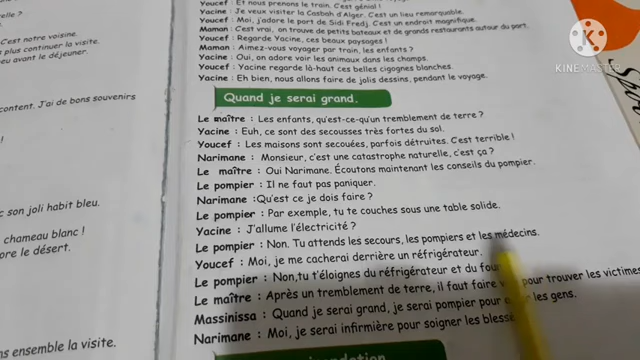 elle ?
C'est notre voisine.
plus continuer la visite.
eu avant le déjeuner.
content. J'ai de bons souvenirs
c son joli habit bleu.
chameau blanc !
ore le désert.
ns ensemble la visite.
Youcef : Et nous prenons le train. C'est génial !
Yacine : Je veux visiter la Casbah d'Alger. C'est un lieu remarquable.
Youcef : Moi, j'adore le port de Sidi Fredj. C'est un endroit magnifique.
Maman : C'est vrai, on trouve de petits bateaux et de grands restaurants autour du port.
Youcef : Regarde Yacine, ces beaux paysages !
Maman : Aimez-vous voyager par train, les enfants ?
Yacine : Oui, on adore voir les animaux dans les champs.
Youcef : Yacine regarde là-haut ces belles cigognes blanches.
Yacine : Eh bien, nous allons faire de jolis dessins, pendant le voyage.
Quand je serai grand.
Le maître : Les enfants, qu'est-ce-qu'un tremblement de terre ?
Yacine : Euh, ce sont des secousses très fortes du sol.
Youcef : Les maisons sont secouées, parfois détruites. C'est terrible !
Narimane : Monsieur, c'est une catastrophe naturelle, c'est ça ?
Le maître : Oui Narimane. Écoutons maintenant les conseils du pompier.
Le pompier : Il ne faut pas paniquer.
Narimane : Qu'est ce je dois faire ?
Le pompier : Par exemple, tu te couches sous une table solide.
Yacine : J'allume l'électricité ?
Le pompier : Non. Tu attends les secours, les pompiers et les médecins.
Youcef : Moi, je me cacherai derrière un réfrigérateur.
Le pompier : Non, tu t'éloignes du réfrigérateur et du four.
Le maître : Après un tremblement de terre, il faut faire pour trouver les victimes
Massinissa : Quand je serai grand, je serai pompier pour les gens.
Narimane : Moi, je serai infirmière pour soigner les blessé
KINEMASTER